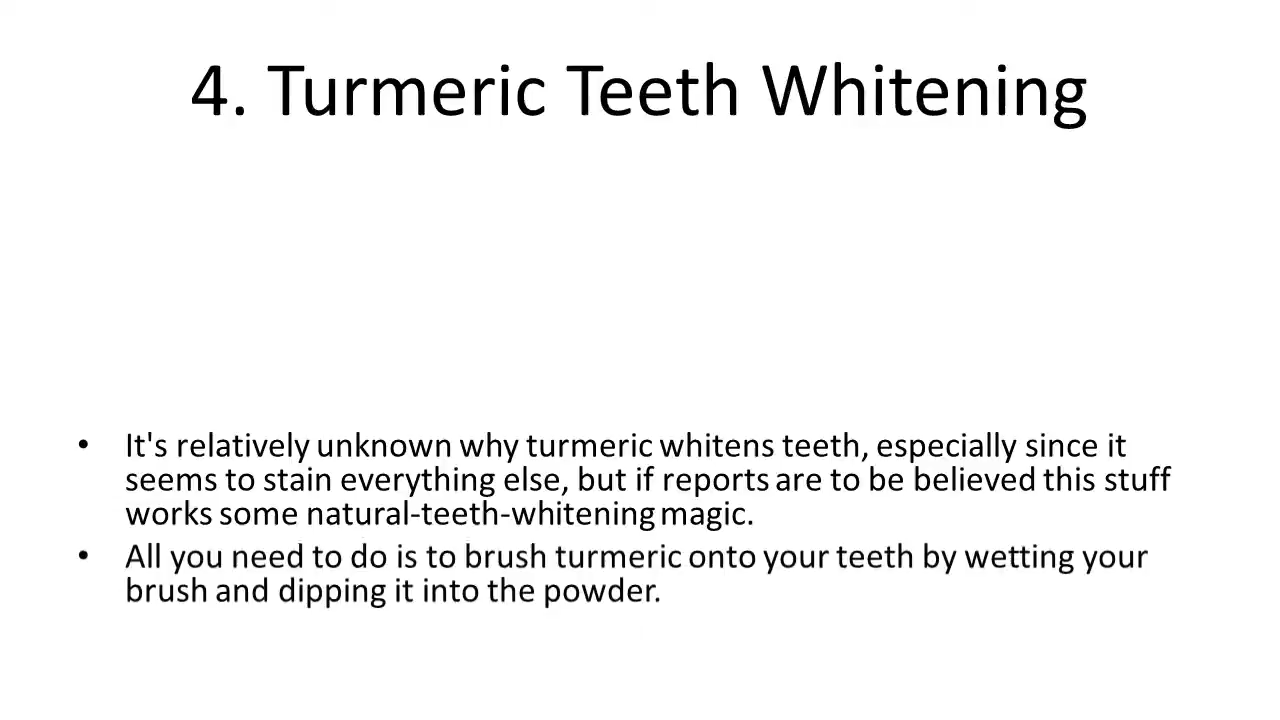 4. Turmeric Teeth Whitening
• It's relatively unknown why turmeric whitens teeth, especially since it
seems to stain everything else, but if reports are to be believed this stuff
works some natural-teeth-whitening magic.
• All you need to do is to brush turmeric onto your teeth by wetting your
brush and dipping it into the powder.